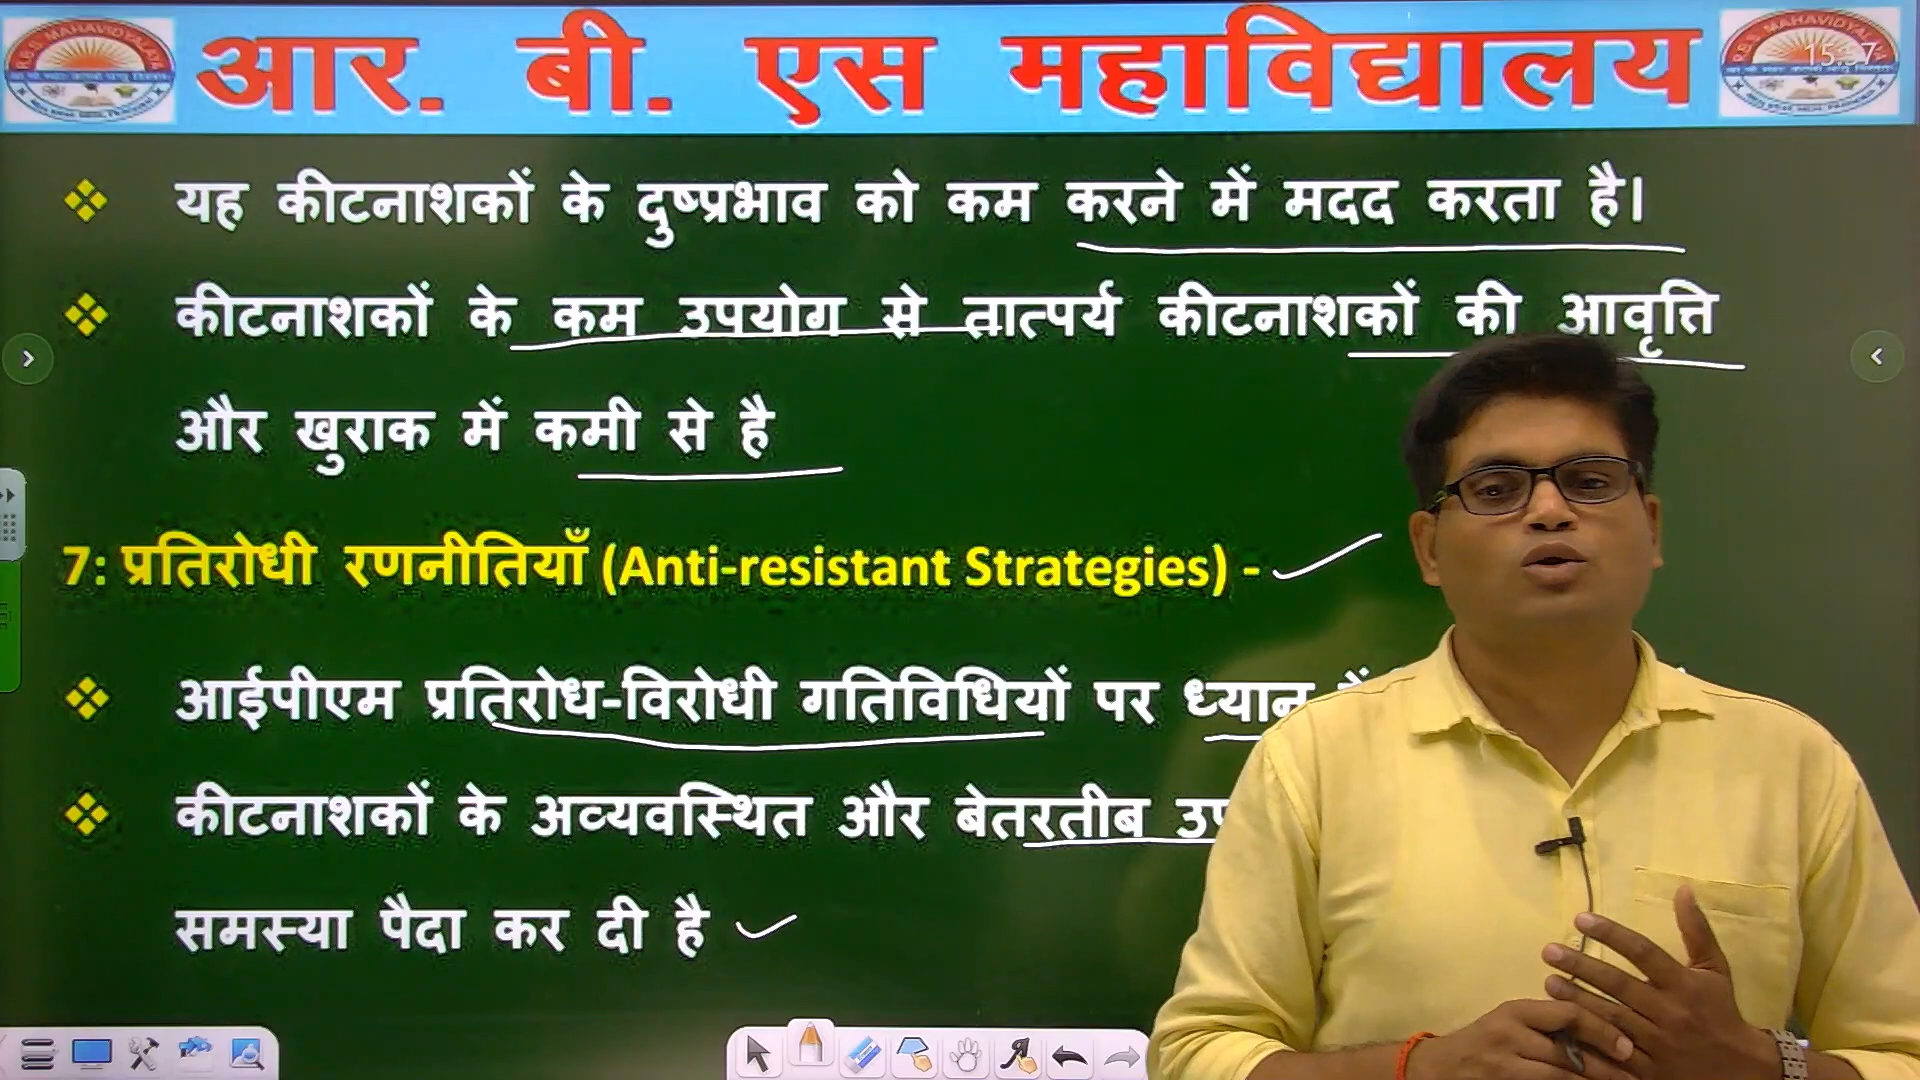 आर. बी. एस महाविद्यालय
15:57
यह कीटनाशकों के दुष्प्रभाव को कम करने में मदद करता है।
कीटनाशकों के कम उपयोग से तात्पर्य कीटनाशकों की आवृत्ति
और खुराक में कमी से है
7: प्रतिरोधी रणनीतियाँ (Anti-resistant Strategies) -
आईपीएम प्रतिरोध-विरोधी गतिविधियों पर ध्यान
कीटनाशकों के अव्यवस्थित और बेतरतीब
समस्या पैदा कर दी है